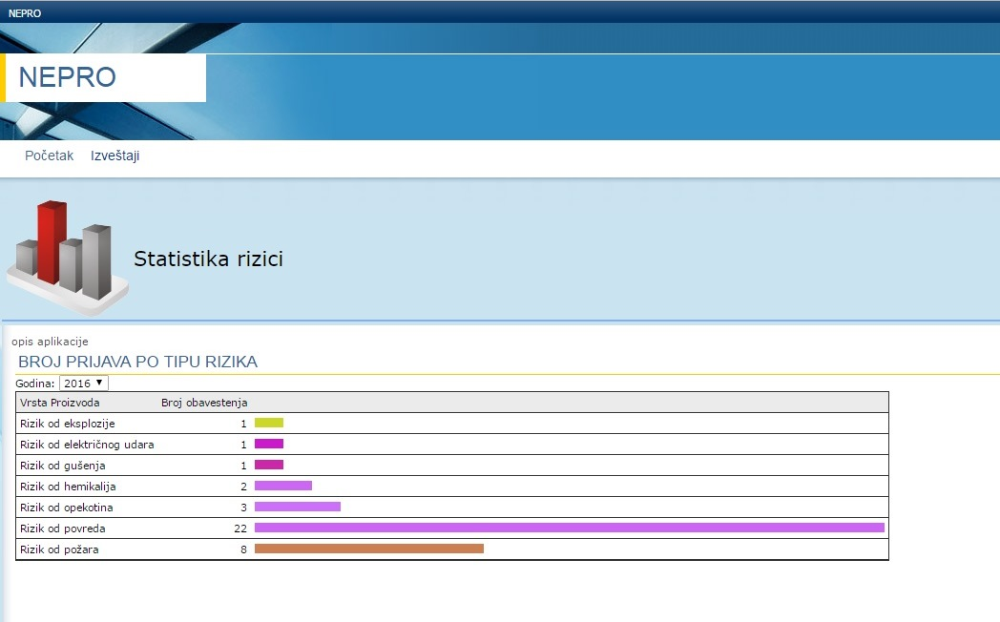 NEPRO
NEPRO
Početak Izveštaji
Statistika rizici
opis aplikacije
BROJ PRIJAVA PO TIPU RIZIKA
Godina: 2016
Vrsta Proizvoda Broj obavestenja
Rizik od eksplozije 1
Rizik od električnog udara 1
Rizik od gušenja 1
Rizik od hemikalija 2
Rizik od opekotina 3
Rizik od povreda 22
Rizik od požara 8